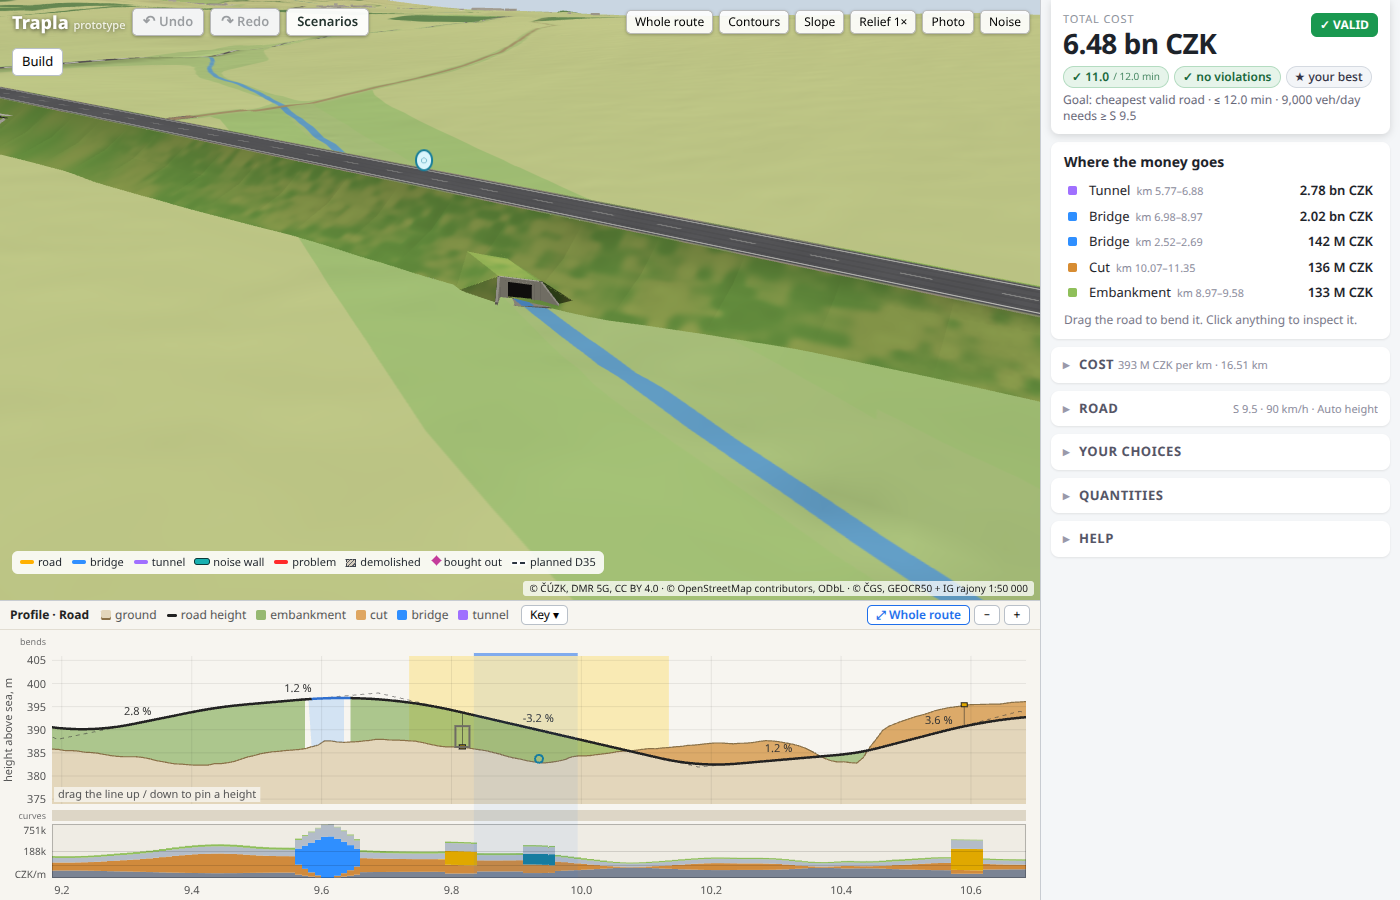 Trapla prototype
↶ Undo
↷ Redo
Scenarios
Whole route
Contours
Slope
Relief 1×
Photo
Noise
Build
road
bridge
tunnel
noise wall
problem
demolished
bought out
planned D35
© ČÚZK, DMR 5G, CC BY 4.0 · © OpenStreetMap contributors, ODbL · © ČGS, GEOCR50 + IG rajony 1:50 000
TOTAL COST
6.48 bn CZK
✓ VALID
✓ 11.0 / 12.0 min
✓ no violations
★ your best
Goal: cheapest valid road · ≤ 12.0 min · 9,000 veh/day
needs ≥ S 9.5
Where the money goes
Tunnel km 5.77–6.88 2.78 bn CZK
Bridge km 6.98–8.97 2.02 bn CZK
Bridge km 2.52–2.69 142 M CZK
Cut km 10.07–11.35 136 M CZK
Embankment km 8.97–9.58 133 M CZK
Drag the road to bend it. Click anything to inspect it.
▶ COST 393 M CZK per km · 16.51 km
▶ ROAD S 9.5 · 90 km/h · Auto height
▶ YOUR CHOICES
▶ QUANTITIES
▶ HELP
Profile · Road
ground
road height
embankment
cut
bridge
tunnel
Key ▾
⤢ Whole route
−
+
bends
height above sea, m
405
400
395
390
385
380
375
2.8 %
1.2 %
-3.2 %
1.2 %
3.6 %
drag the line up / down to pin a height
curves
751k
188k
CZK/m
9.2
9.4
9.6
9.8
10.0
10.2
10.4
10.6